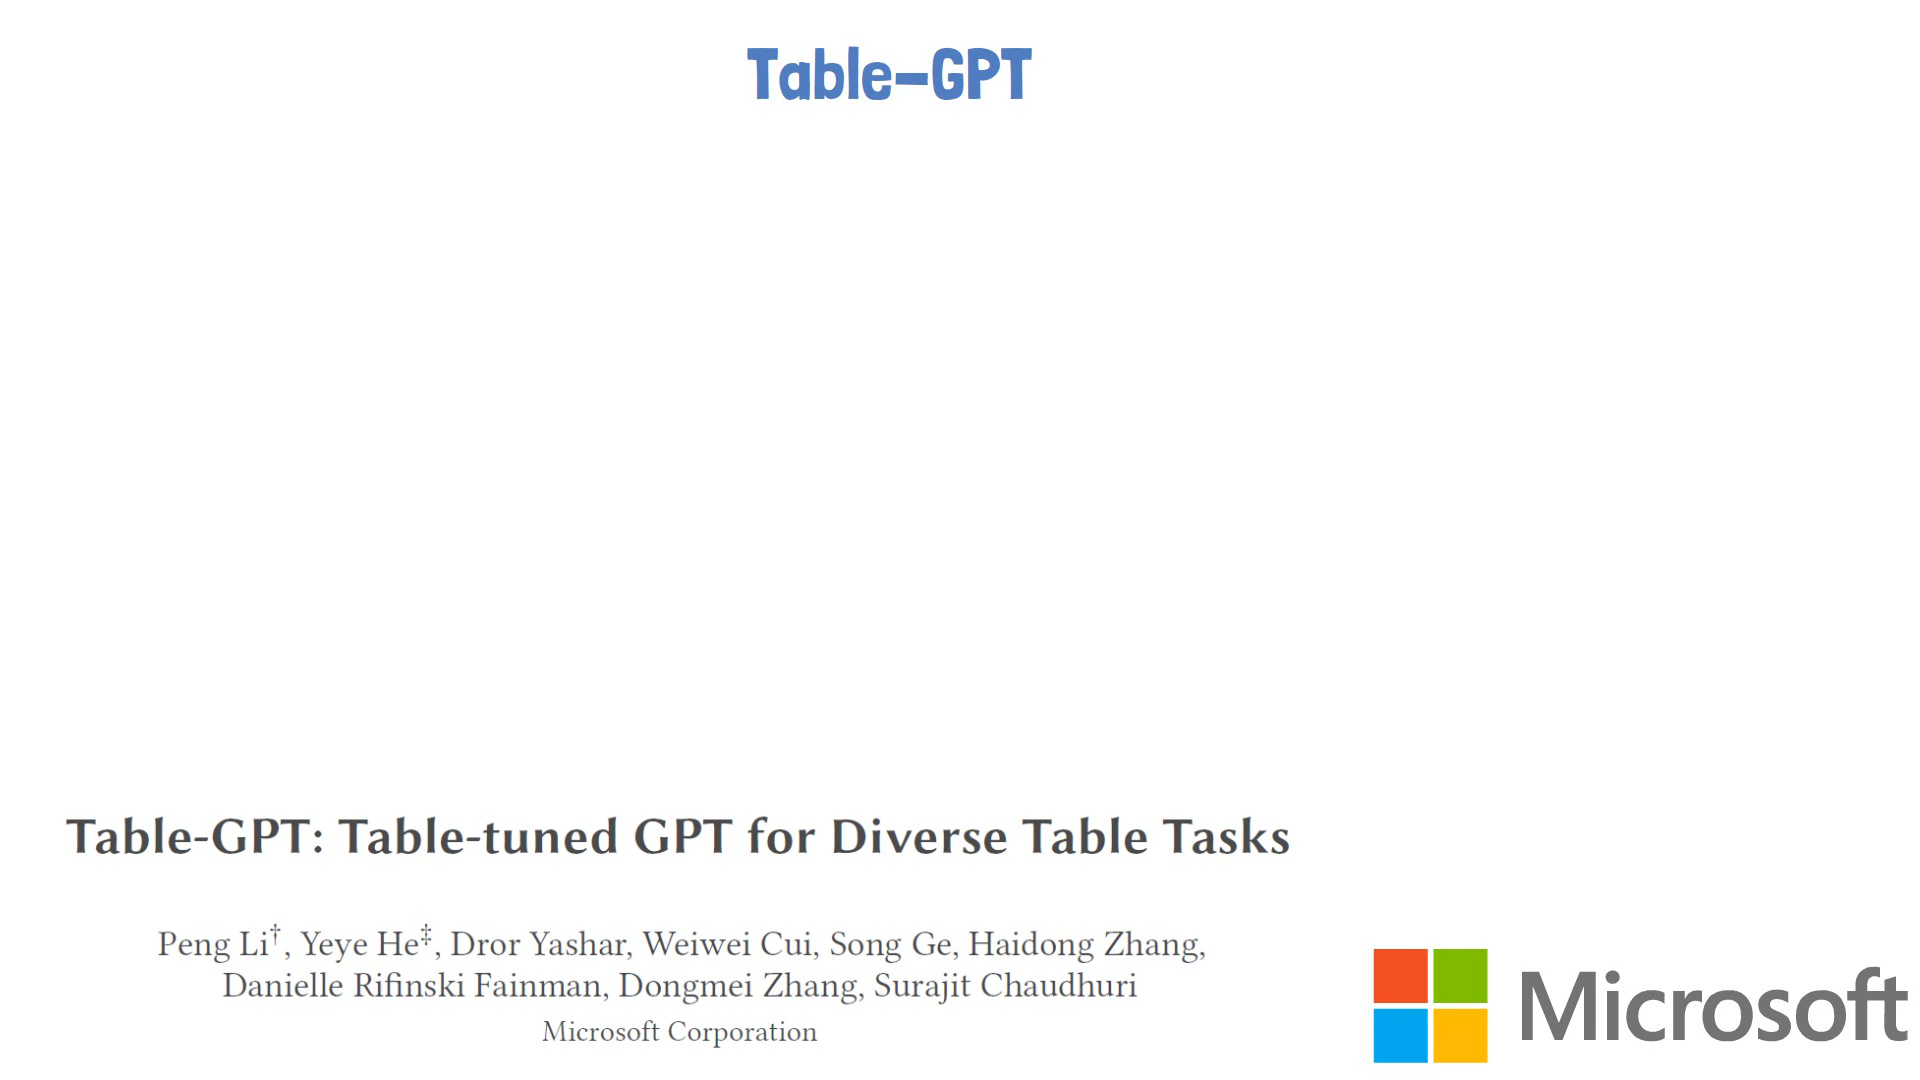 Table-GPT
Table-GPT: Table-tuned GPT for Diverse Table Tasks
Peng Li†, Yeye He‡, Dror Yashar, Weiwei Cui, Song Ge, Haidong Zhang,
Danielle Rifinski Fainman, Dongmei Zhang, Surajit Chaudhuri
Microsoft Corporation
Microsoft